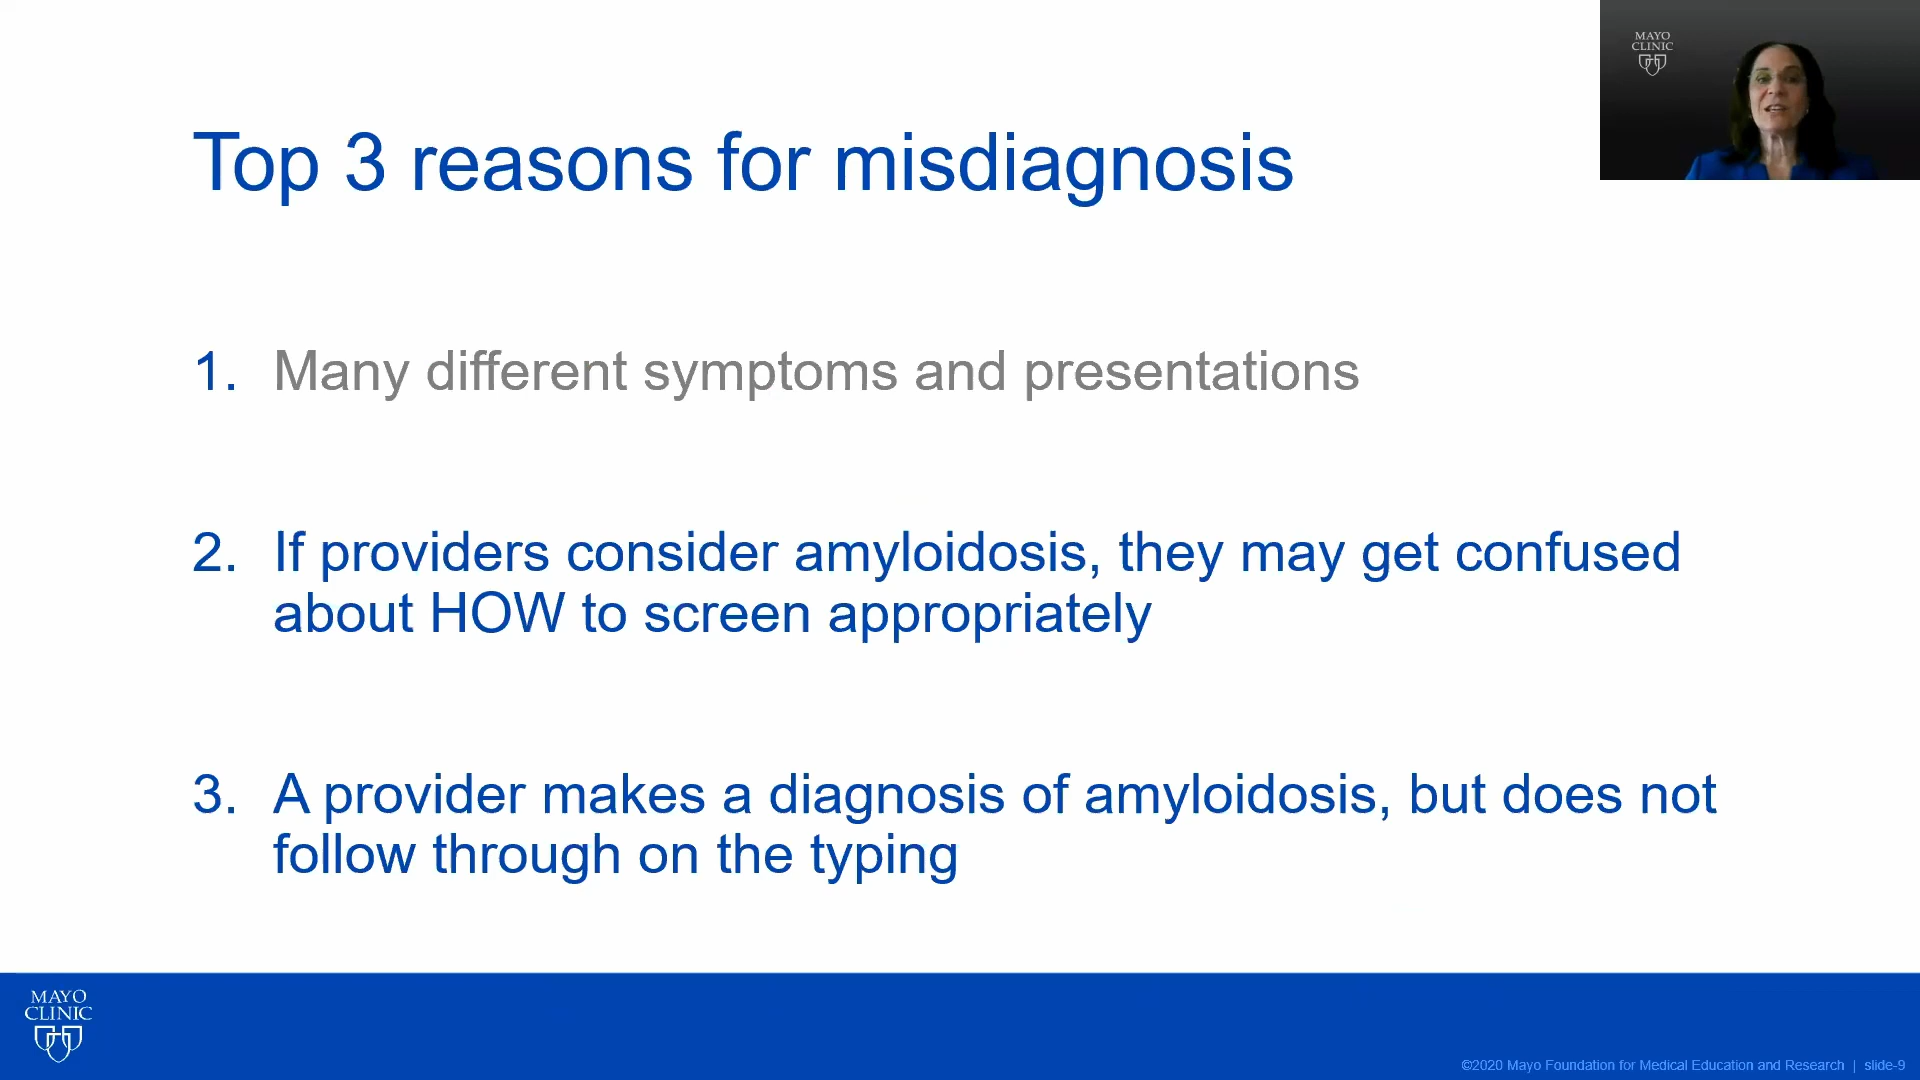 MAYO
CLINIC
Top 3 reasons for misdiagnosis
1. Many different symptoms and presentations
2. If providers consider amyloidosis, they may get confused
about HOW to screen appropriately
3. A provider makes a diagnosis of amyloidosis, but does not
follow through on the typing
MAYO
CLINIC
©2020 Mayo Foundation for Medical Education and Research | slide-9